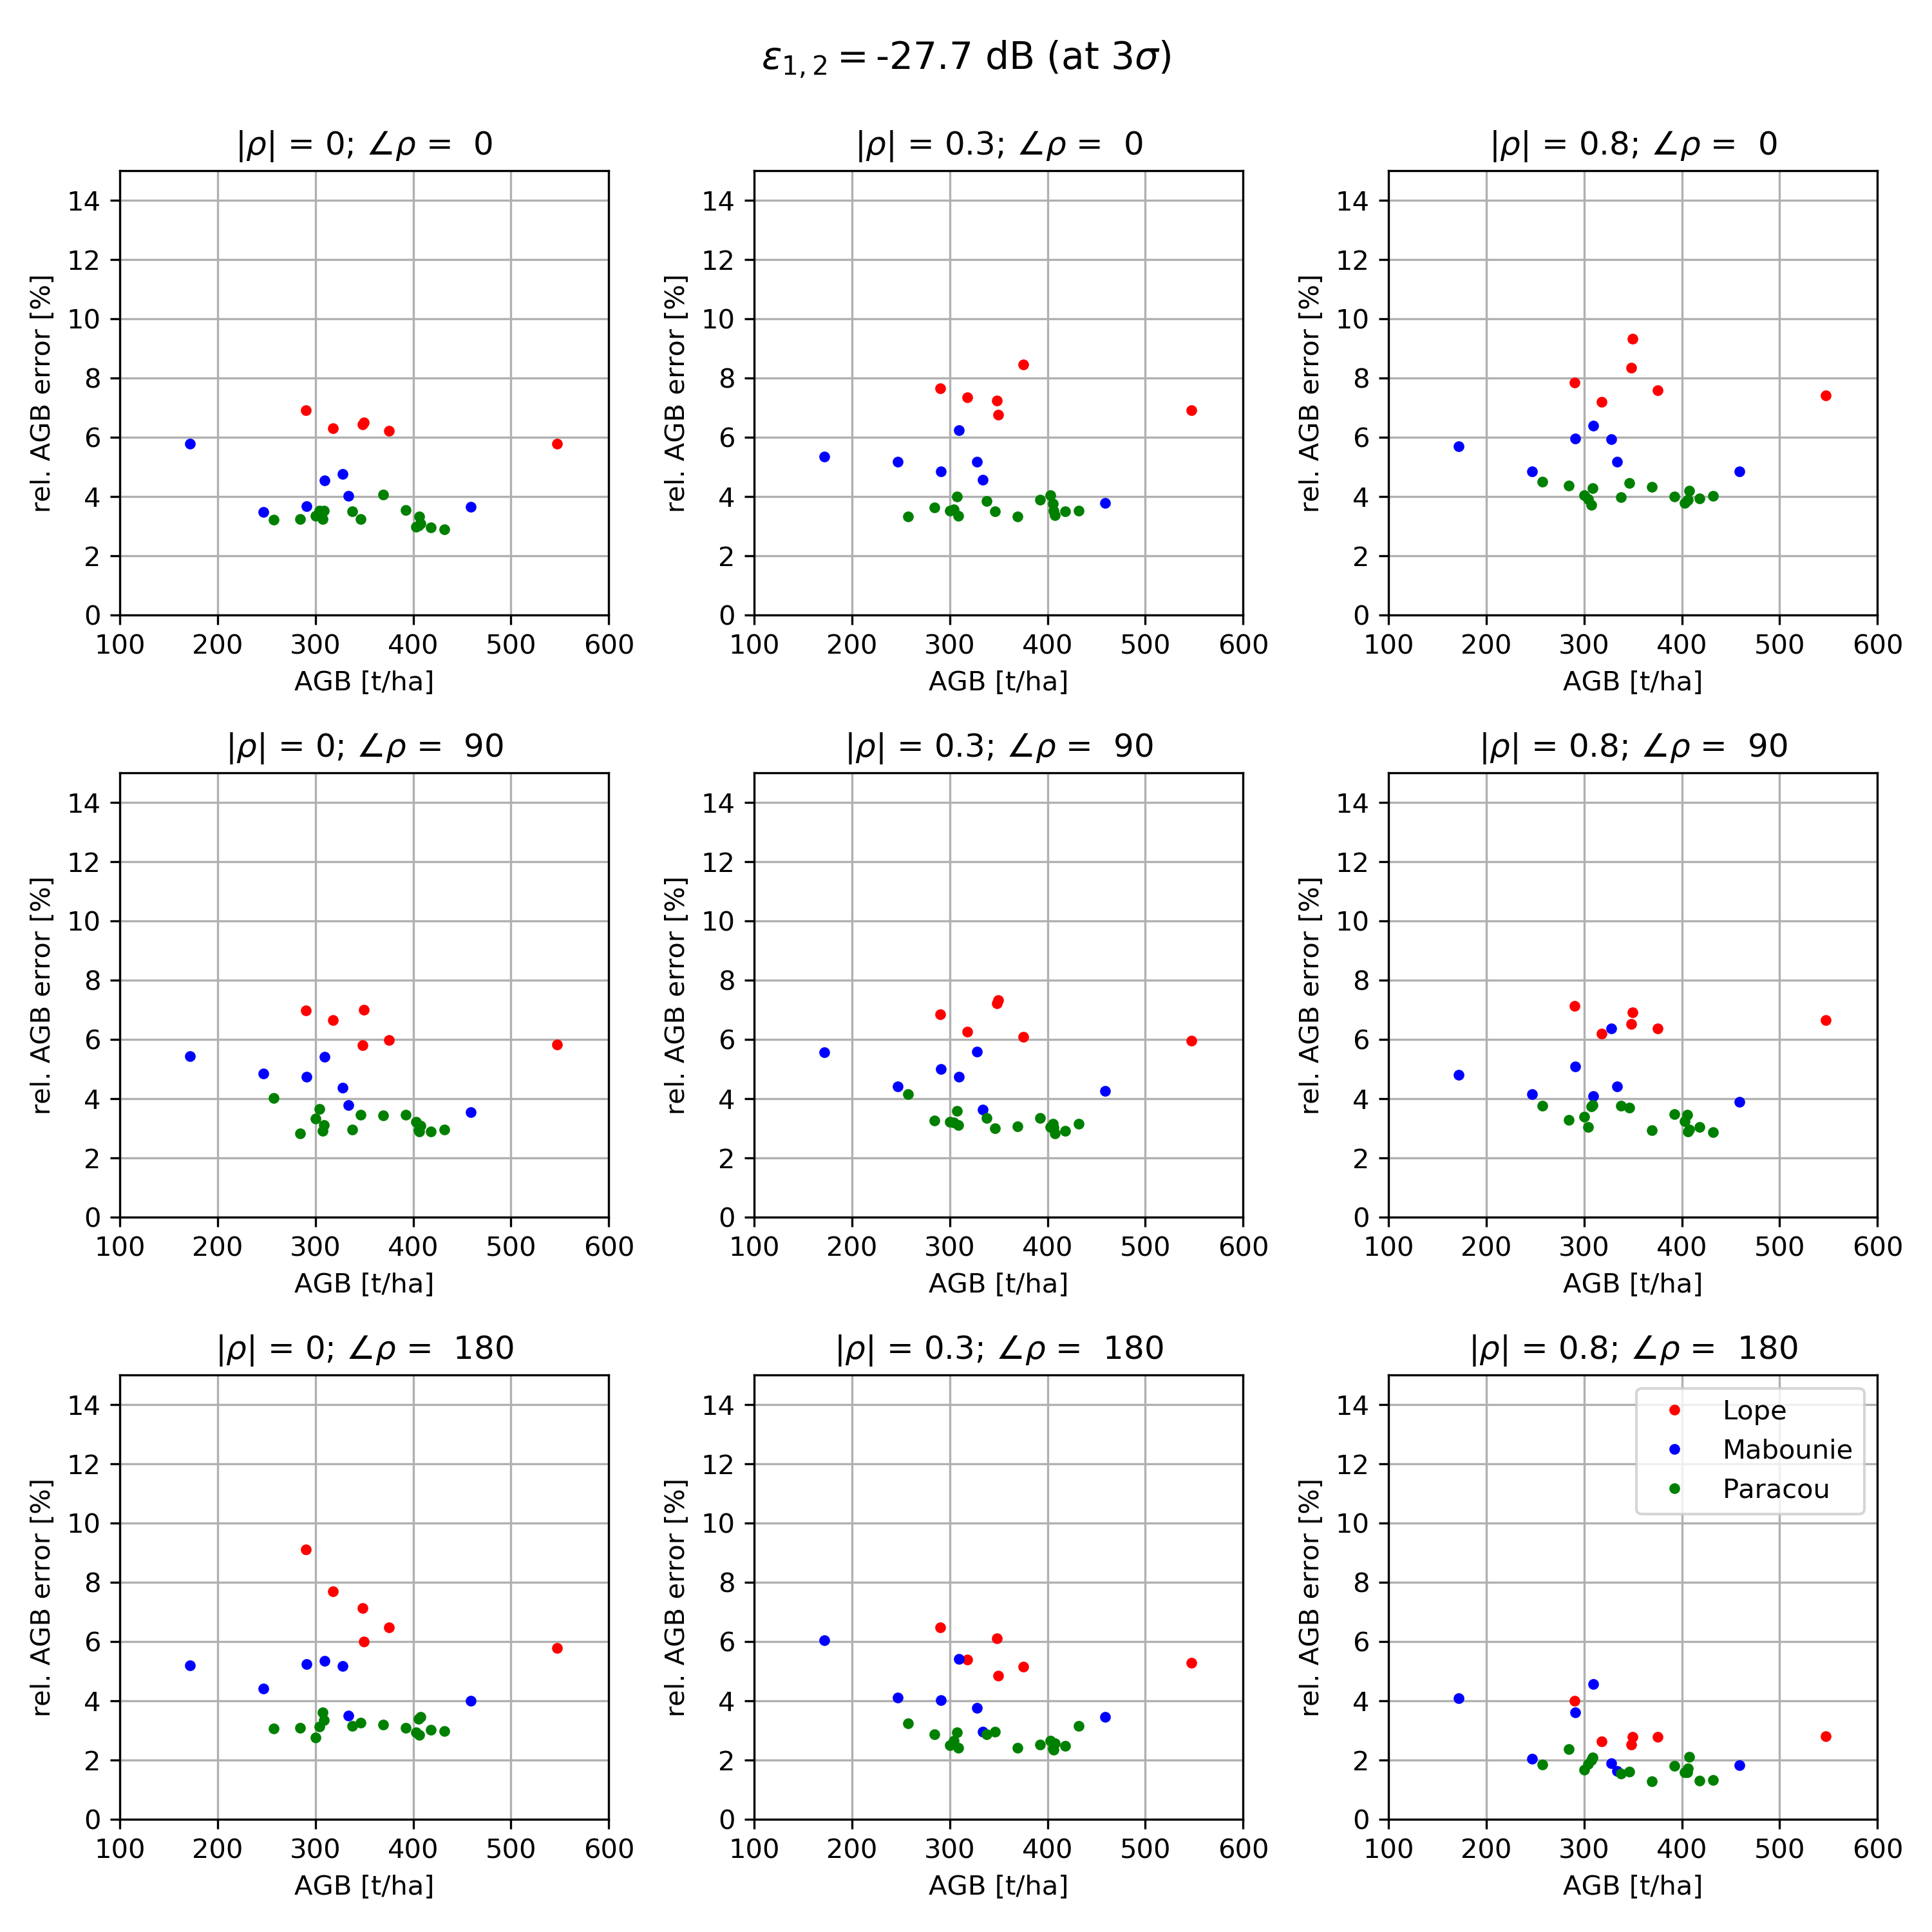 ε1, 2 = -27.7 dB (at 3σ)
|ρ| = 0; ∠ρ = 0
14
12
10
8
6
4
2
0
rel. AGB error [%]
100 200 300 400 500 600
AGB [t/ha]
|ρ| = 0.3; ∠ρ = 0
14
12
10
8
6
4
2
0
rel. AGB error [%]
100 200 300 400 500 600
AGB [t/ha]
|ρ| = 0.8; ∠ρ = 0
14
12
10
8
6
4
2
0
rel. AGB error [%]
100 200 300 400 500 600
AGB [t/ha]
|ρ| = 0; ∠ρ = 90
14
12
10
8
6
4
2
0
rel. AGB error [%]
100 200 300 400 500 600
AGB [t/ha]
|ρ| = 0.3; ∠ρ = 90
14
12
10
8
6
4
2
0
rel. AGB error [%]
100 200 300 400 500 600
AGB [t/ha]
|ρ| = 0.8; ∠ρ = 90
14
12
10
8
6
4
2
0
rel. AGB error [%]
100 200 300 400 500 600
AGB [t/ha]
|ρ| = 0; ∠ρ = 180
14
12
10
8
6
4
2
0
rel. AGB error [%]
100 200 300 400 500 600
AGB [t/ha]
|ρ| = 0.3; ∠ρ = 180
14
12
10
8
6
4
2
0
rel. AGB error [%]
100 200 300 400 500 600
AGB [t/ha]
|ρ| = 0.8; ∠ρ = 180
14
12
10
8
6
4
2
0
rel. AGB error [%]
Lope
Mabounie
Paracou
100 200 300 400 500 600
AGB [t/ha]